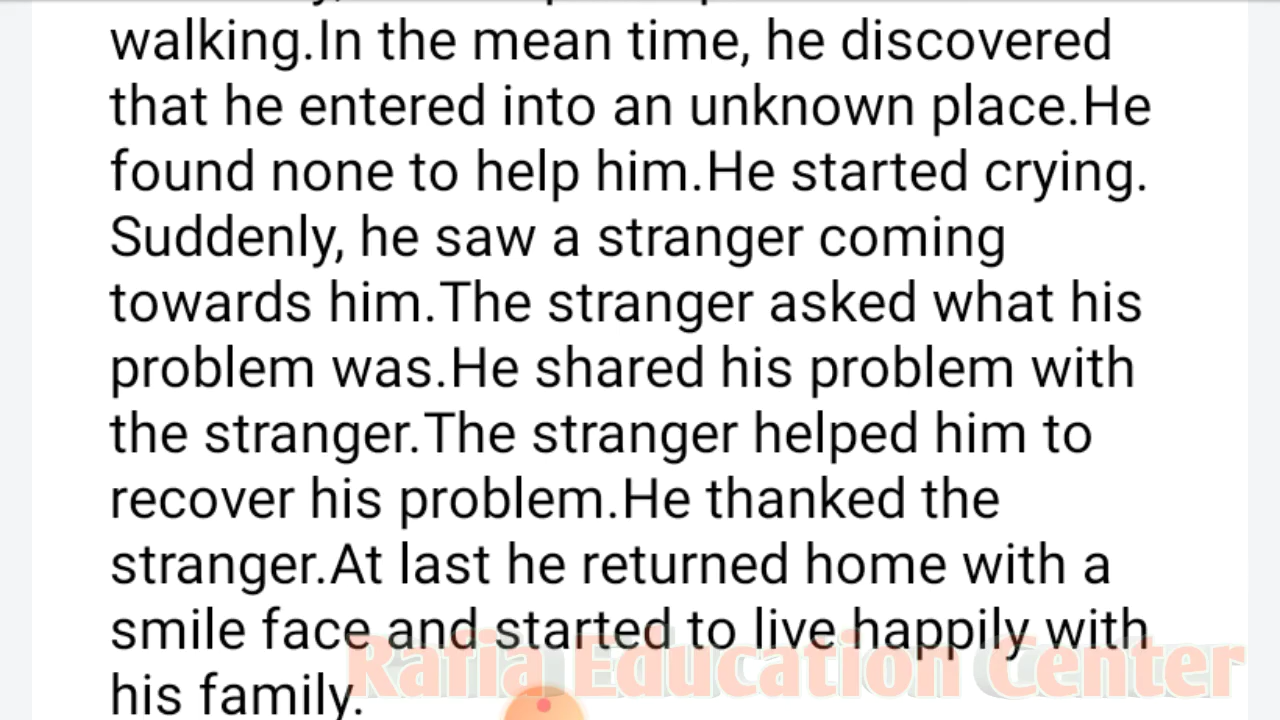 walking.In the mean time, he discovered
that he entered into an unknown place.He
found none to help him.He started crying.
Suddenly, he saw a stranger coming
towards him.The stranger asked what his
problem was.He shared his problem with
the stranger.The stranger helped him to
recover his problem.He thanked the
stranger.At last he returned home with a
smile face and started to live happily with
Rafia Education Center
his family.